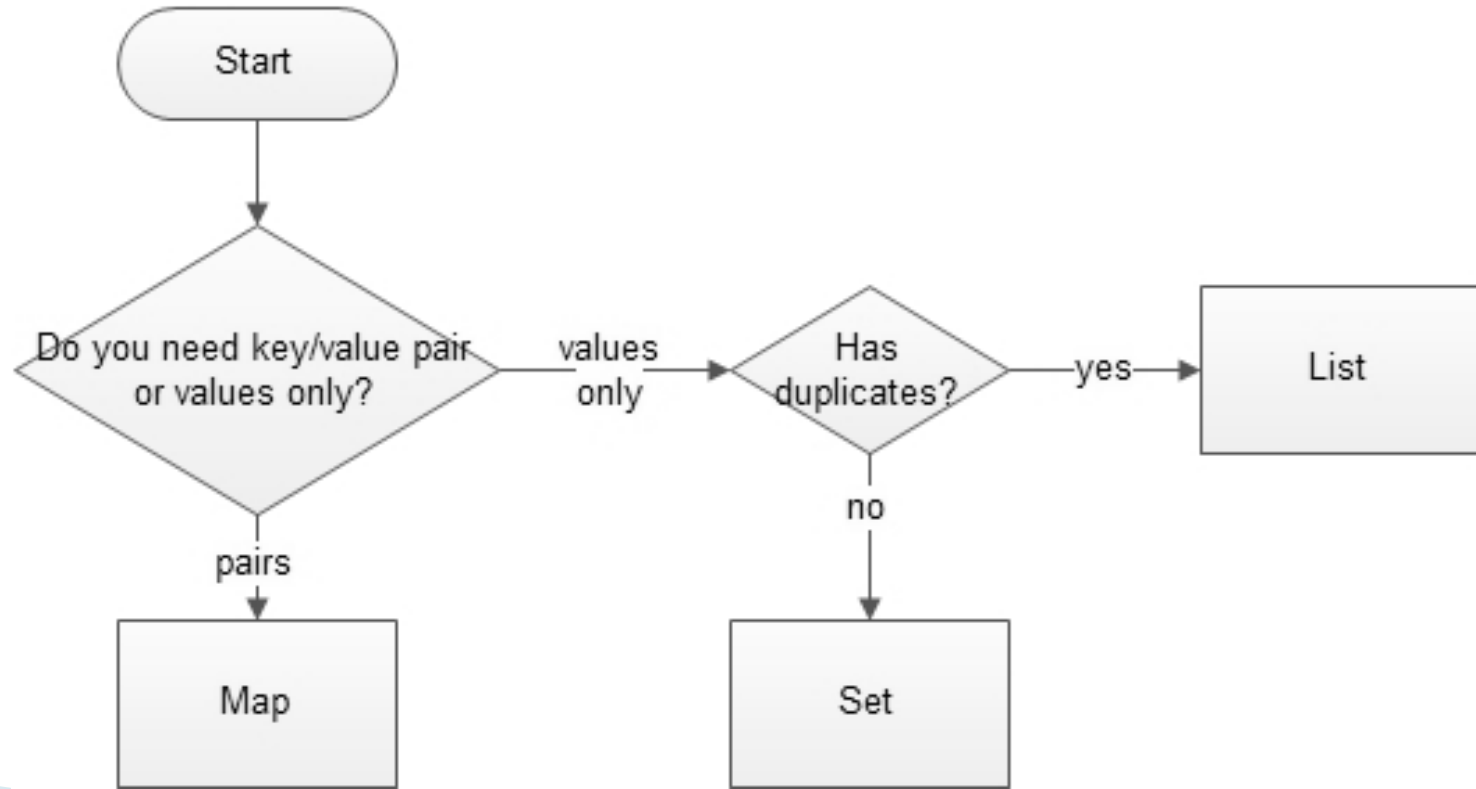 Start
Do you need key/value pair
or values only?
values
only
Has
duplicates?
yes
List
pairs
no
Map
Set